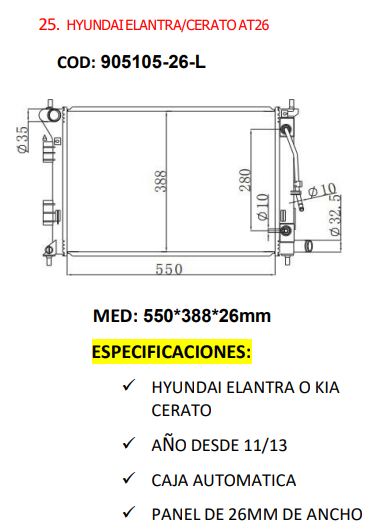 25. HYUNDAI ELANTRA/CERATO AT26
COD: 905105-26-L
Ø35
388
280
Ø10
Ø10
Ø32.5
550
MED: 550*388*26mm
ESPECIFICACIONES:
✓ HYUNDAI ELANTRA O KIA
CERATO
✓ AÑO DESDE 11/13
✓ CAJA AUTOMATICA
✓ PANEL DE 26MM DE ANCHO